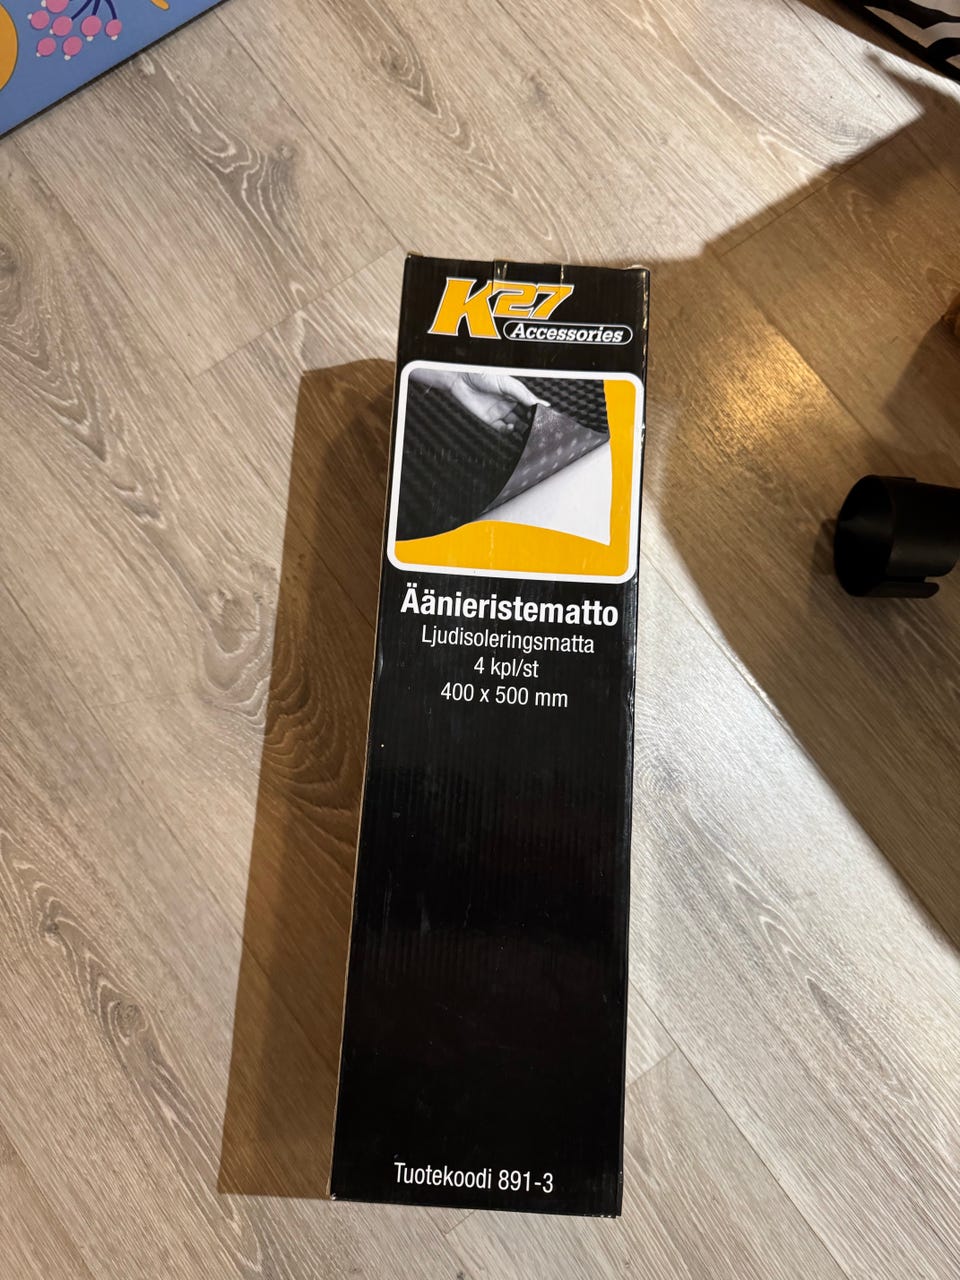 K27
Accessories
Äänieristematto
Ljudisoleringsmatta
4 kpl/st
400 x 500 mm
Tuotekoodi 891-3